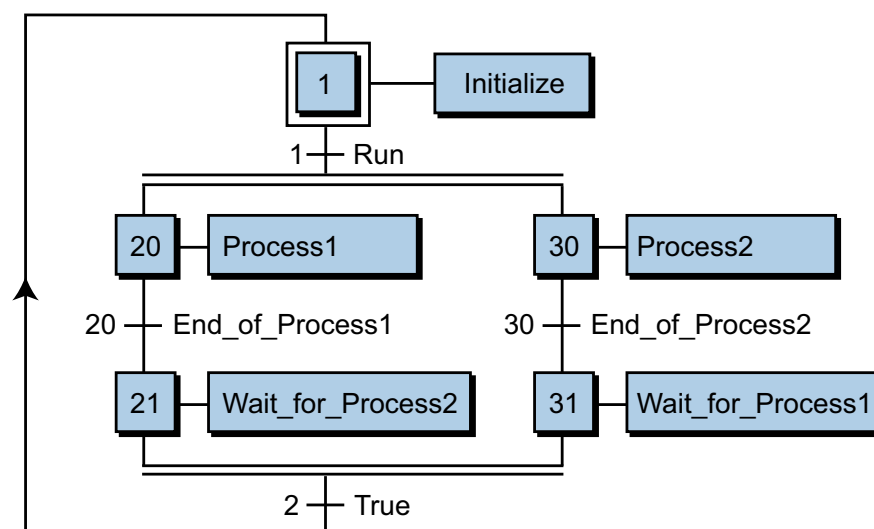 1 Initialize
1 Run
20 Process1 30 Process2
20 End_of_Process1 30 End_of_Process2
21 Wait_for_Process2 31 Wait_for_Process1
2 True